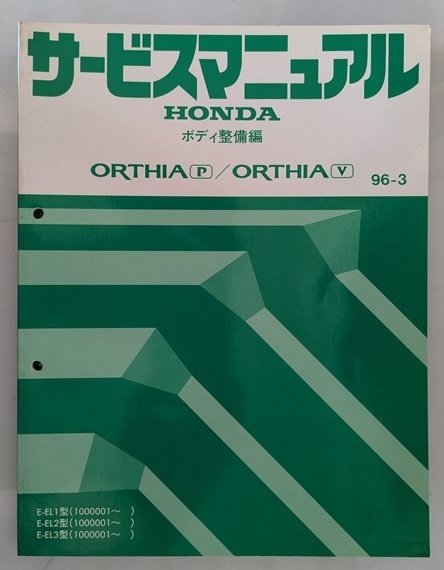 サービスマニュアル
HONDA
ボディ整備編
ORTHIA P / ORTHIA V 96-3
E-EL1型(1000001～ )
E-EL2型(1000001～ )
E-EL3型(1000001～ )